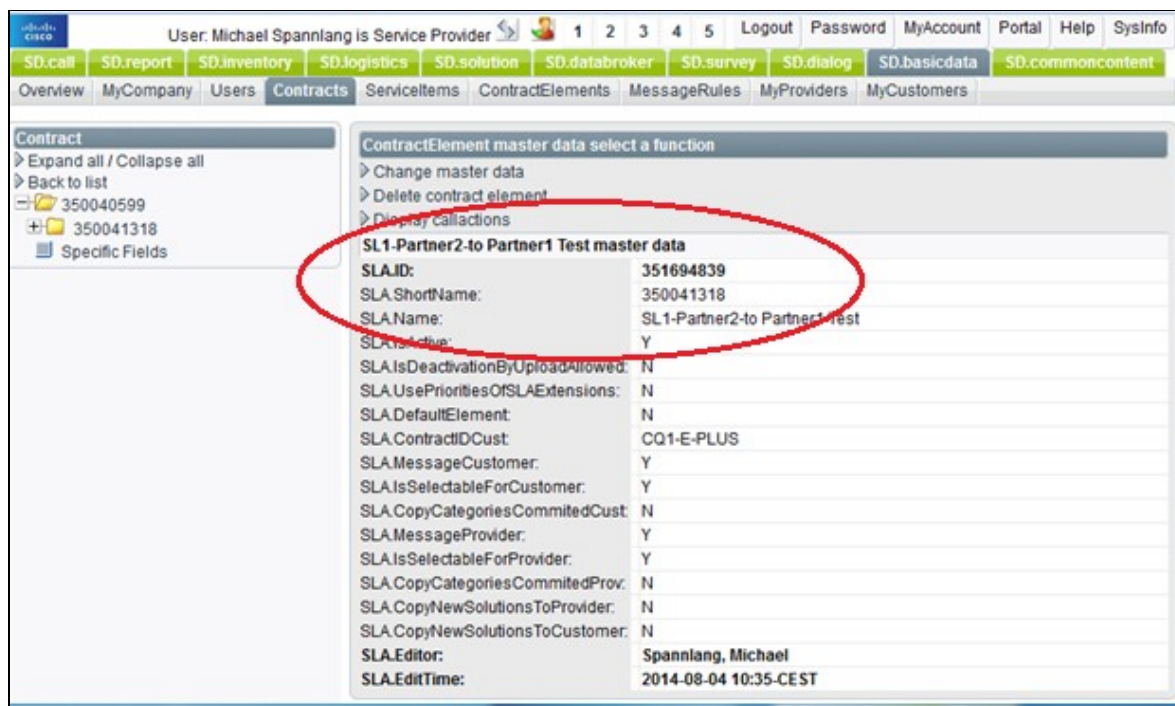 cisco
User: Michael Spannlang is Service Provider 1 2 3 4 5 Logout Password MyAccount Portal Help SysInfo
SD.call SD.report SD.inventory SD.logistics SD.solution SD.databroker SD.survey SD.dialog SD.basicdata SD.commoncontent
Overview MyCompany Users Contracts ServiceItems ContractElements MessageRules MyProviders MyCustomers
Contract
Expand all / Collapse all
Back to list
350040599
350041318
Specific Fields
ContractElement master data select a function
Change master data
Delete contract element
Display callactions
SL1-Partner2-to Partner1 Test master data
SLA.ID: 351694839
SLA.ShortName: 350041318
SLA.Name: SL1-Partner2-to Partner1-Test
SLA.IsActive: Y
SLA.IsDeactivationByUploadAllowed: N
SLA.UsePrioritiesOfSLAExtensions: N
SLA.DefaultElement: N
SLA.ContractIDCust: CQ1-E-PLUS
SLA.MessageCustomer: Y
SLA.IsSelectableForCustomer: Y
SLA.CopyCategoriesCommitedCust: N
SLA.MessageProvider: Y
SLA.IsSelectableForProvider: Y
SLA.CopyCategoriesCommitedProv: N
SLA.CopyNewSolutionsToProvider: N
SLA.CopyNewSolutionsToCustomer: N
SLA.Editor: Spannlang, Michael
SLA.EditTime: 2014-08-04 10:35-CEST